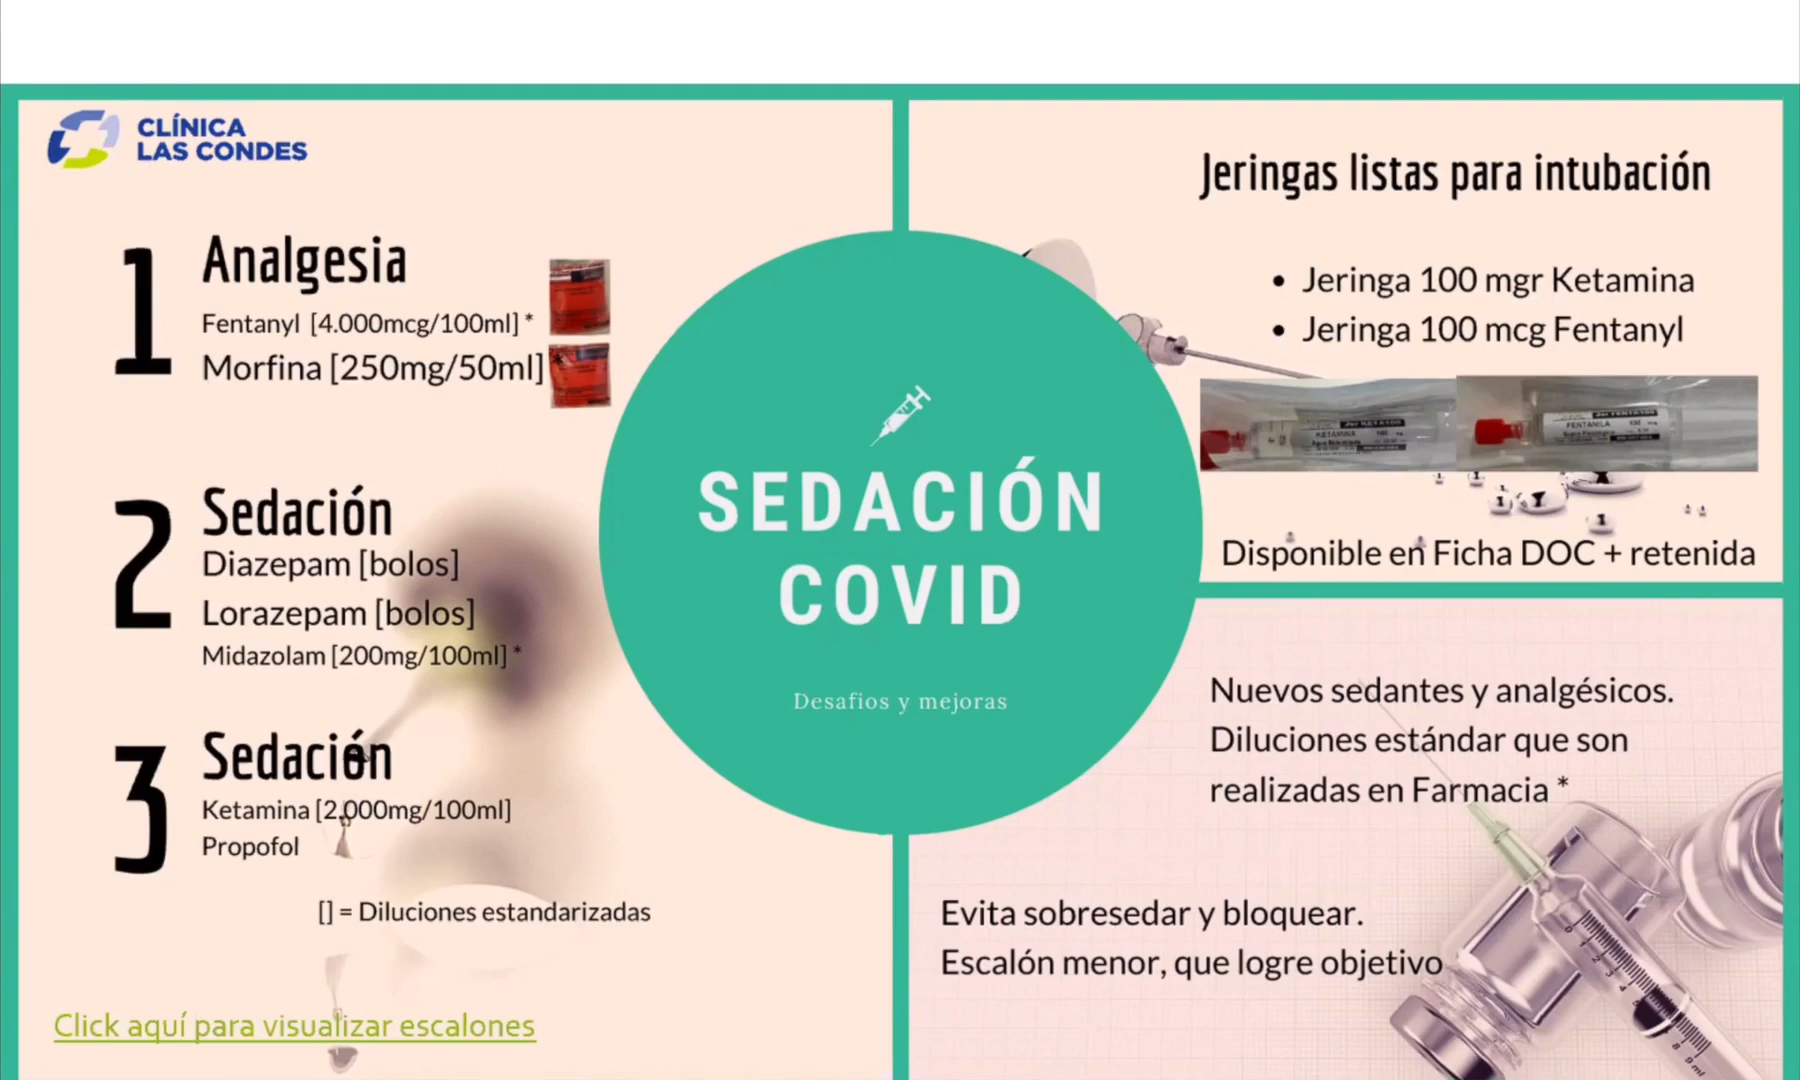 CLÍNICA
LAS CONDES
1
Analgesia
Fentanyl [4.000mcg/100ml] *
Morfina [250mg/50ml] *
2
Sedación
Diazepam [bolos]
Lorazepam [bolos]
Midazolam [200mg/100ml] *
3
Sedación
Ketamina [2.000mg/100ml]
Propofol
[] = Diluciones estandarizadas
Click aquí para visualizar escalones
SEDACIÓN
COVID
Desafios y mejoras
Jeringas listas para intubación
• Jeringa 100 mgr Ketamina
• Jeringa 100 mcg Fentanyl
KETAMINA
FENTANILA
Disponible en Ficha DOC + retenida
Nuevos sedantes y analgésicos.
Diluciones estándar que son
realizadas en Farmacia *
Evita sobresedar y bloquear.
Escalón menor, que logre objetivo